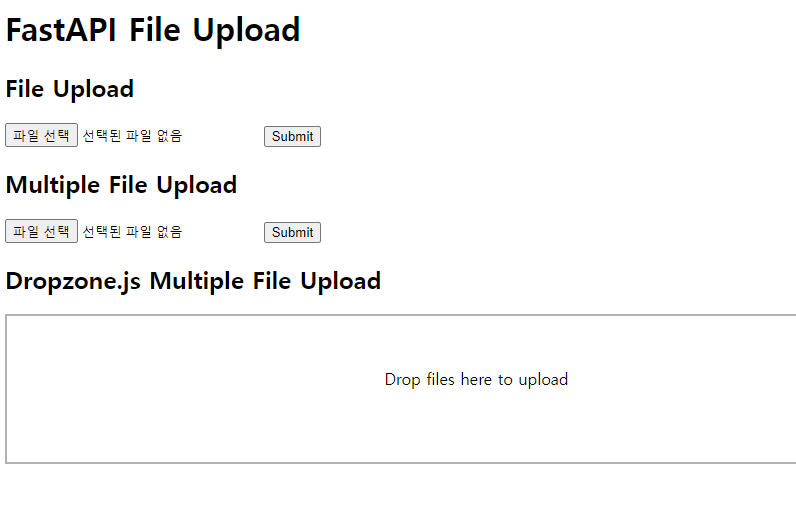 FastAPI File Upload
File Upload
파일 선택 선택된 파일 없음 Submit
Multiple File Upload
파일 선택 선택된 파일 없음 Submit
Dropzone.js Multiple File Upload
Drop files here to upload